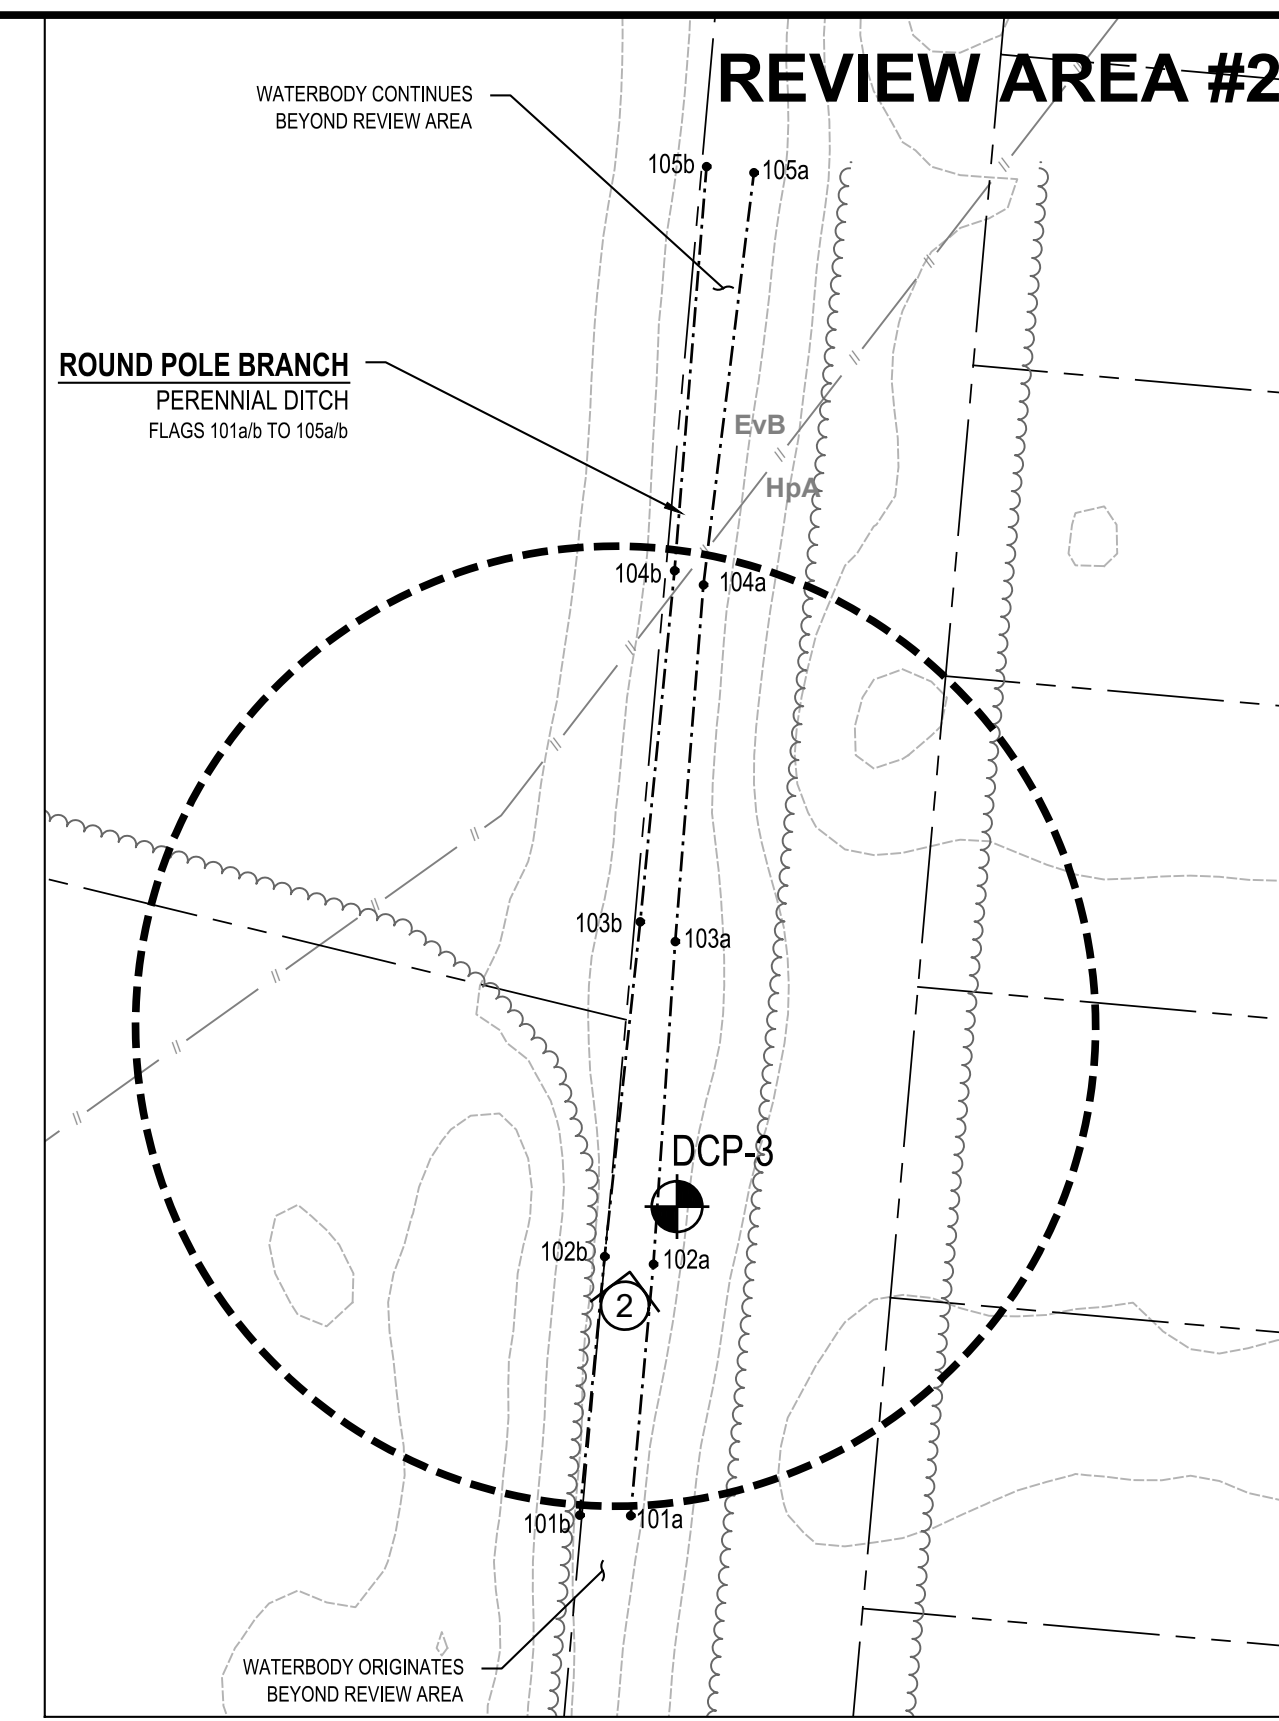 REVIEW AREA #2
WATERBODY CONTINUES
BEYOND REVIEW AREA
105b
105a
ROUND POLE BRANCH
PERENNIAL DITCH
FLAGS 101a/b TO 105a/b
EvB
HpA
104b
104a
103b
103a
DCP-3
102b
102a
2
101b
101a
WATERBODY ORIGINATES
BEYOND REVIEW AREA